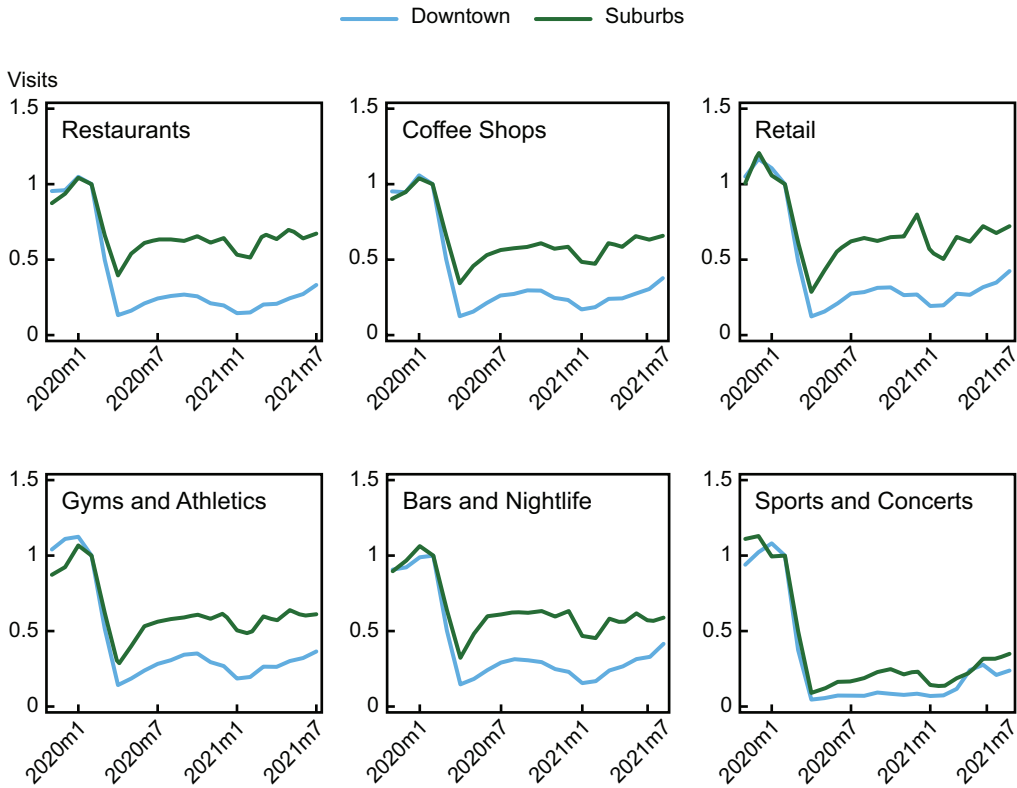 Downtown Suburbs
Visits
1.5
1
0.5
0
Restaurants
2020m1
2020m7
2021m1
2021m7
1.5
1
0.5
0
Coffee Shops
2020m1
2020m7
2021m1
2021m7
1.5
1
0.5
0
Retail
2020m1
2020m7
2021m1
2021m7
1.5
1
0.5
0
Gyms and Athletics
2020m1
2020m7
2021m1
2021m7
1.5
1
0.5
0
Bars and Nightlife
2020m1
2020m7
2021m1
2021m7
1.5
1
0.5
0
Sports and Concerts
2020m1
2020m7
2021m1
2021m7